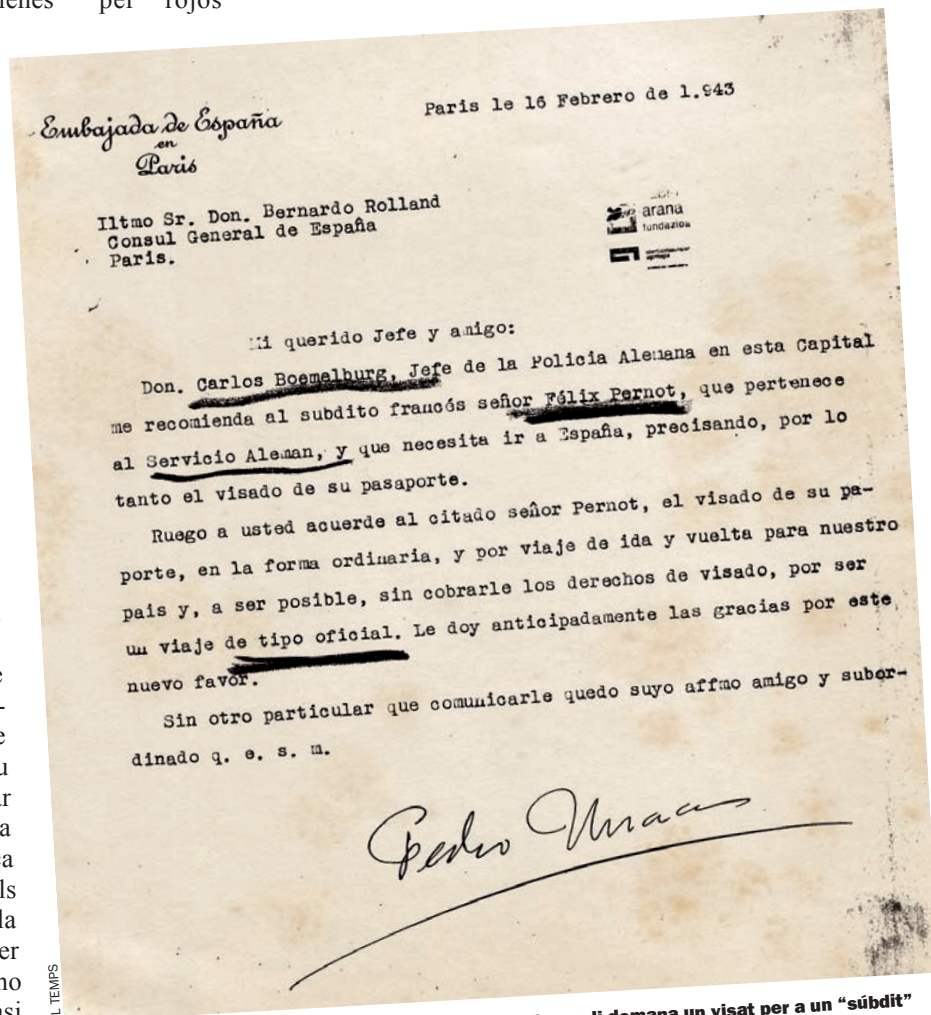 per rojos
Embajada de España
en
Paris
Paris le 16 Febrero de 1.943
Iltmo Sr. Don. Bernardo Rolland
Consul General de España
Paris.
arana
fundazioa
Mi querido Jefe y amigo:
Don. Carlos Boemelburg, Jefe de la Policia Alemana en esta Capital
me recomienda al subdito francés señor Félix Pernot, que pertenece
al Servicio Aleman, y que necesita ir a España, precisando, por lo
tanto el visado de su pasaporte.
Ruego a usted acuerde al citado señor Pernot, el visado de su pa-
porte, en la forma ordinaria, y por viaje de ida y vuelta para nuestro
pais y, a ser posible, sin cobrarle los derechos de visado, por ser
un viaje de tipo oficial. Le doy anticipadamente las gracias por este
nuevo favor.
Sin otro particular que comunicarle quedo suyo affmo amigo y subor-
dinado q. e. s. m.
Pedro Urraca
L TEMPS
demana un visat per a un “súbdit”